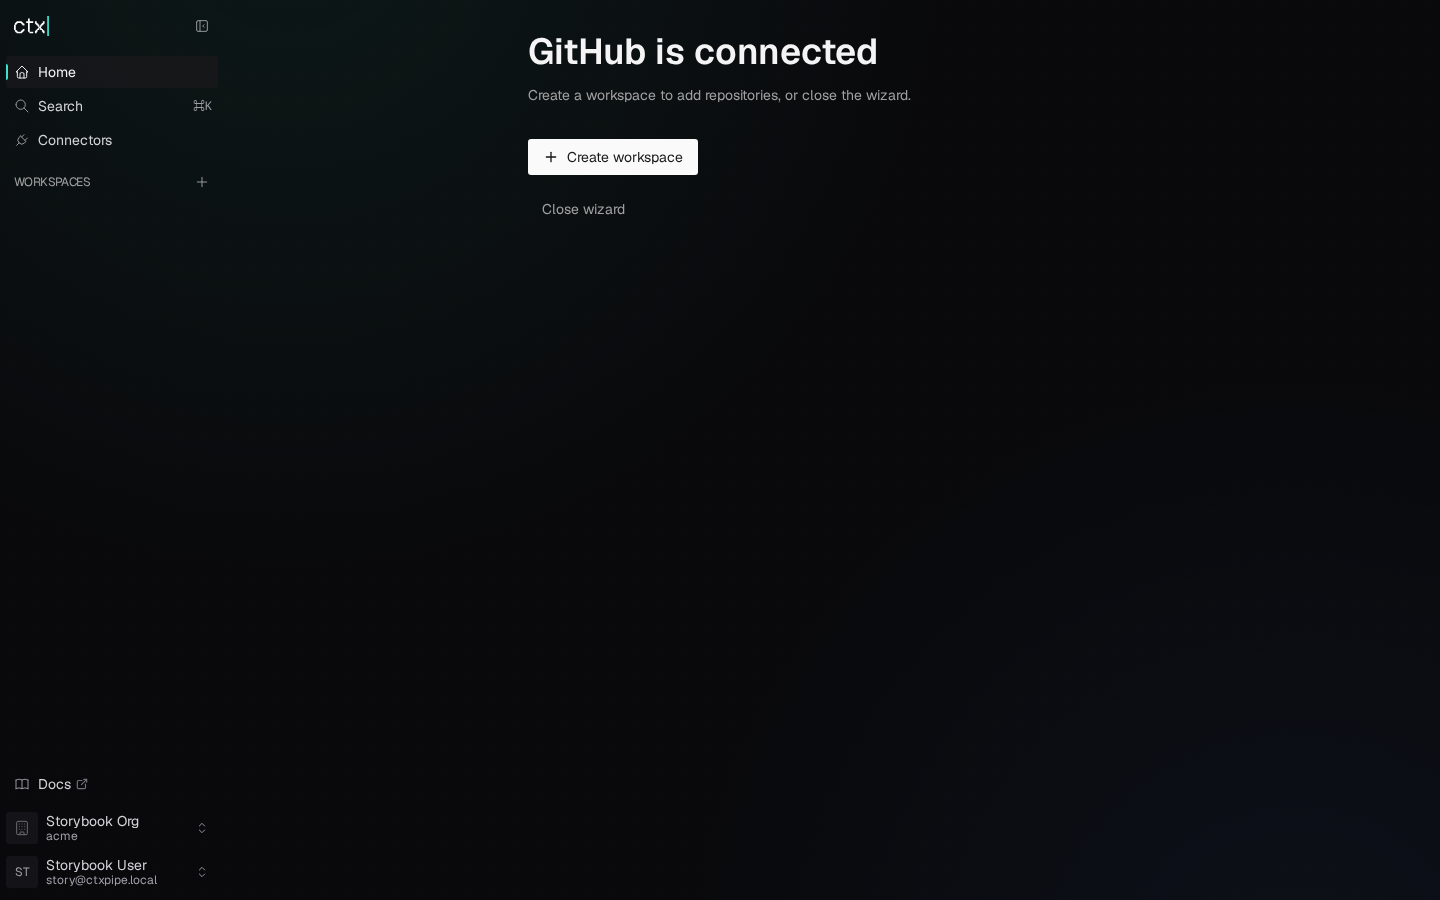 ctx
Home
Search ⌘K
Connectors
WORKSPACES
GitHub is connected
Create a workspace to add repositories, or close the wizard.
Create workspace
Close wizard
Docs
Storybook Org
acme
ST
Storybook User
story@ctxpipe.local